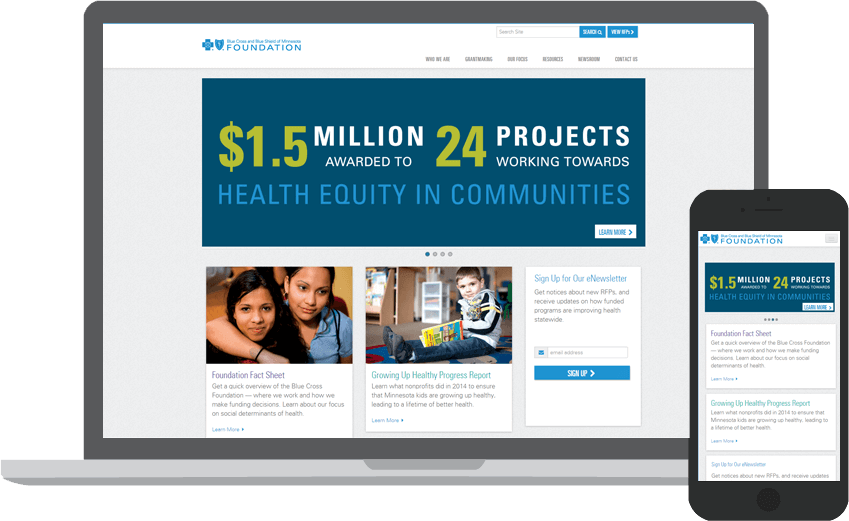 Search Site
SEARCH
VIEW RFPs
Blue Cross and Blue Shield of Minnesota
FOUNDATION
WHO WE ARE
GRANTMAKING
OUR FOCUS
RESOURCES
NEWSROOM
CONTACT US
$1.5 MILLION 24 PROJECTS
AWARDED TO WORKING TOWARDS
HEALTH EQUITY IN COMMUNITIES
LEARN MORE
Foundation Fact Sheet
Get a quick overview of the Blue Cross
Foundation — where we work and how we
make funding decisions. Learn about our focus
on social determinants of health.
Learn More
Growing Up Healthy Progress Report
Learn what nonprofits did in 2014 to ensure
that Minnesota kids are growing up healthy,
leading to a lifetime of better health.
Learn More
Sign Up for Our eNewsletter
Get notices about new RFPs, and
receive updates on how funded
programs are improving health
statewide.
email address
SIGN UP
Blue Cross and Blue Shield of Minnesota
FOUNDATION
$1.5 MILLION 24 PROJECTS
AWARDED TO WORKING TOWARDS
HEALTH EQUITY IN COMMUNITIES
LEARN MORE
Foundation Fact Sheet
Get a quick overview of the Blue Cross Foundation
— where we work and how we make funding
decisions. Learn about our focus on social
determinants of health.
Learn More
Growing Up Healthy Progress Report
Learn what nonprofits did in 2014 to ensure that
Minnesota kids are growing up healthy, leading to
a lifetime of better health.
Learn More
Sign Up for Our eNewsletter
Get notices about new RFPs, and receive updates